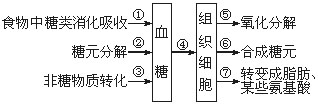 食物中糖类消化吸收
①
糖元分解
②
非糖物质转化
③
血糖
④
组织细胞
⑤
氧化分解
⑥
合成糖元
⑦
转变成脂肪、
某些氨基酸